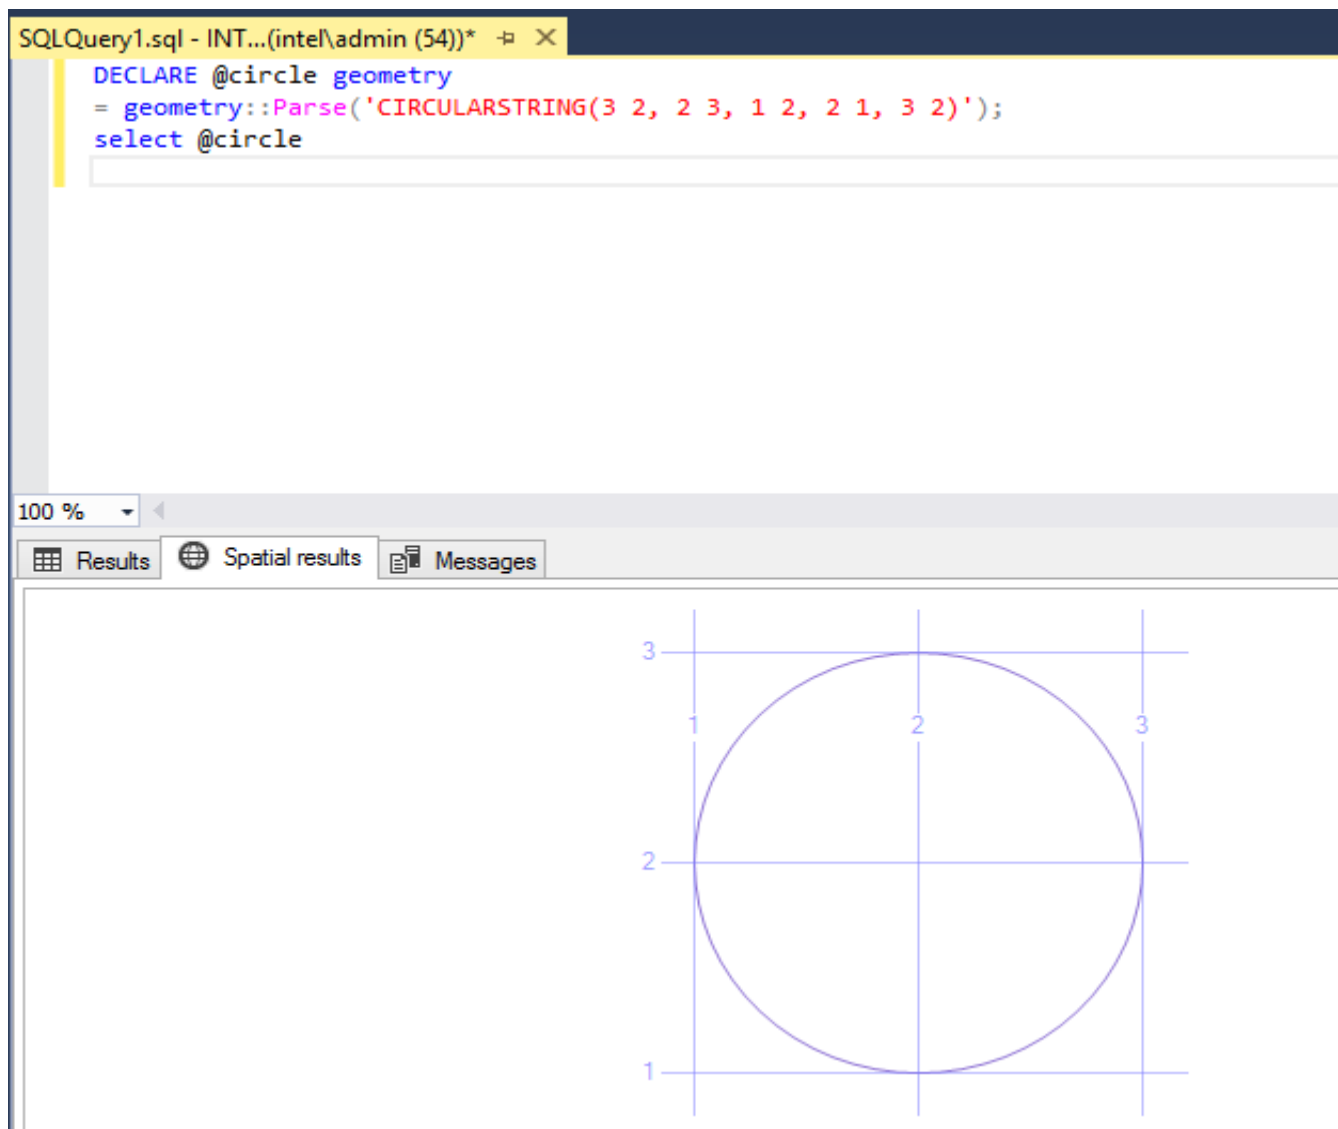 SQLQuery1.sql - INT...(intel\admin (54))*
DECLARE @circle geometry
= geometry::Parse('CIRCULARSTRING(3 2, 2 3, 1 2, 2 1, 3 2)');
select @circle
100 %
Results Spatial results Messages
3
1 2 3
2
1